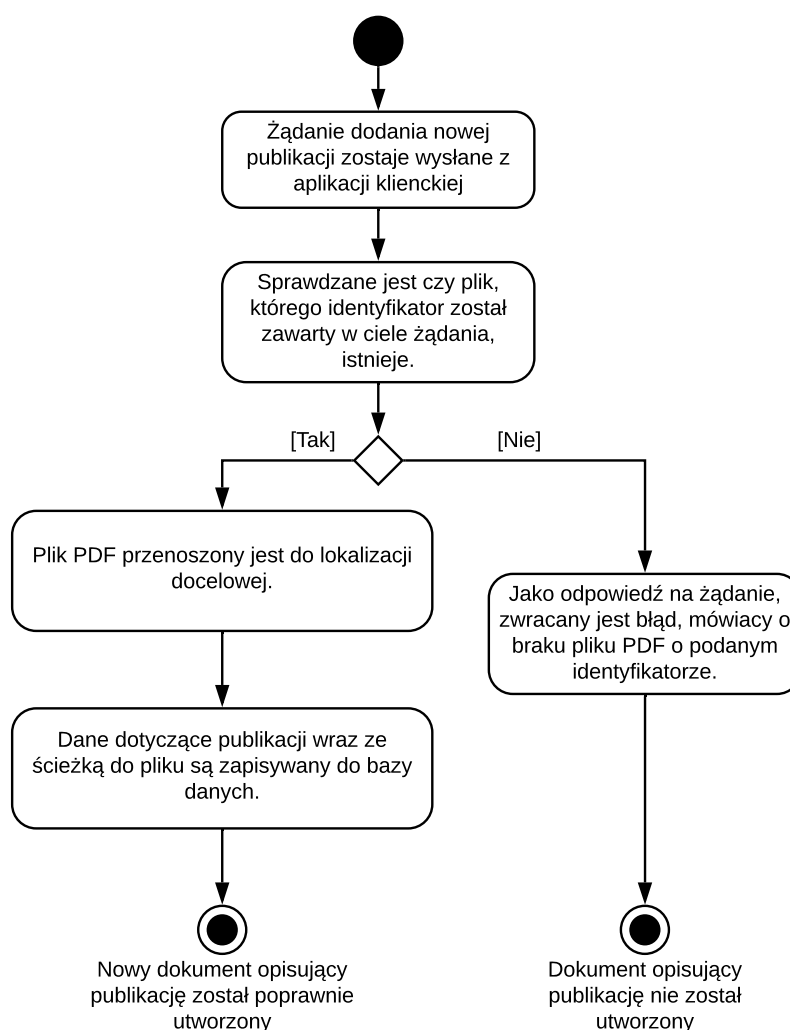 Żądanie dodania nowej
publikacji zostaje wysłane z
aplikacji klienckiej
Sprawdzane jest czy plik,
którego identyfikator został
zawarty w ciele żądania,
istnieje.
[Tak]
[Nie]
Plik PDF przenoszony jest do lokalizacji
docelowej.
Jako odpowiedź na żądanie,
zwracany jest błąd, mówiacy o
braku pliku PDF o podanym
identyfikatorze.
Dane dotyczące publikacji wraz ze
ścieżką do pliku są zapisywany do bazy
danych.
Nowy dokument opisujący
publikację został poprawnie
utworzony
Dokument opisujący
publikację nie został
utworzony